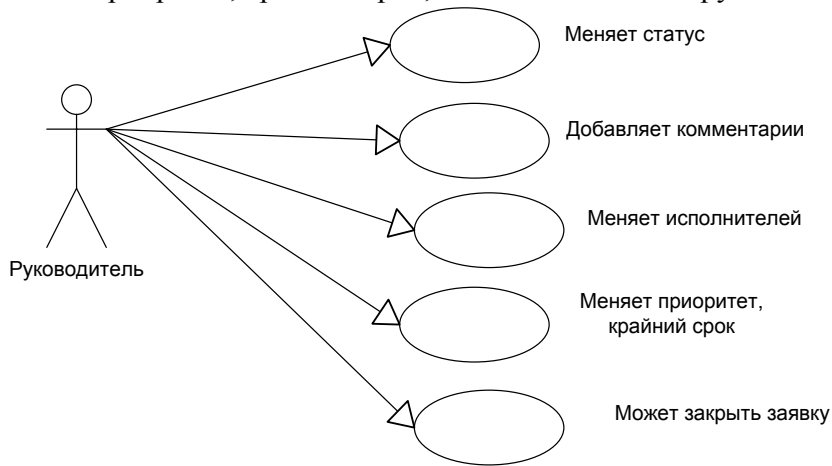 Меняет статус
Добавляет комментарии
Меняет исполнителей
Руководитель
Меняет приоритет,
крайний срок
Может закрыть заявку